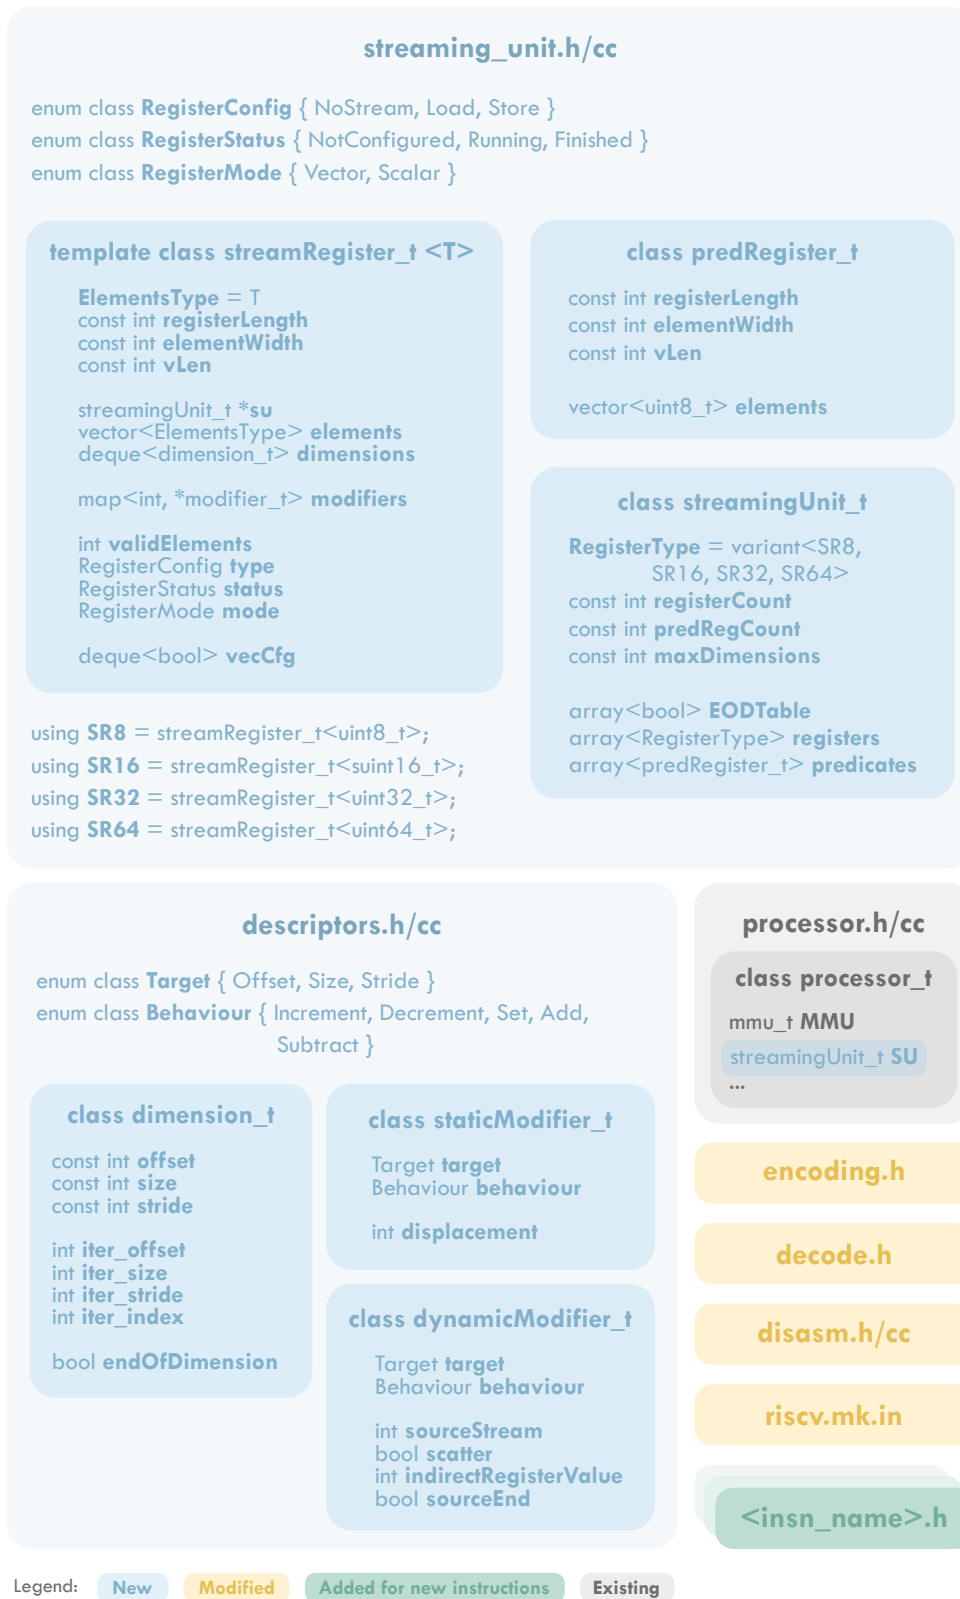 streaming_unit.h/cc
enum class RegisterConfig { NoStream, Load, Store }
enum class RegisterStatus { NotConfigured, Running, Finished }
enum class RegisterMode { Vector, Scalar }
template class streamRegister_t <T>
ElementsType = T
const int registerLength
const int elementWidth
const int vLen
streamingUnit_t *su
vector<ElementsType> elements
deque<dimension_t> dimensions
map<int, *modifier_t> modifiers
int validElements
RegisterConfig type
RegisterStatus status
RegisterMode mode
deque<bool> vecCfg
class predRegister_t
const int registerLength
const int elementWidth
const int vLen
vector<uint8_t> elements
class streamingUnit_t
RegisterType = variant<SR8,
SR16, SR32, SR64>
const int registerCount
const int predRegCount
const int maxDimensions
array<bool> EODTable
array<RegisterType> registers
array<predRegister_t> predicates
using SR8 = streamRegister_t<uint8_t>;
using SR16 = streamRegister_t<suint16_t>;
using SR32 = streamRegister_t<uint32_t>;
using SR64 = streamRegister_t<uint64_t>;
descriptors.h/cc
enum class Target { Offset, Size, Stride }
enum class Behaviour { Increment, Decrement, Set, Add,
Subtract }
class dimension_t
const int offset
const int size
const int stride
int iter_offset
int iter_size
int iter_stride
int iter_index
bool endOfDimension
class staticModifier_t
Target target
Behaviour behaviour
int displacement
class dynamicModifier_t
Target target
Behaviour behaviour
int sourceStream
bool scatter
int indirectRegisterValue
bool sourceEnd
processor.h/cc
class processor_t
mmu_t MMU
streamingUnit_t SU
...
encoding.h
decode.h
disasm.h/cc
riscv.mk.in
<insn_name>.h
Legend: New Modified Added for new instructions Existing